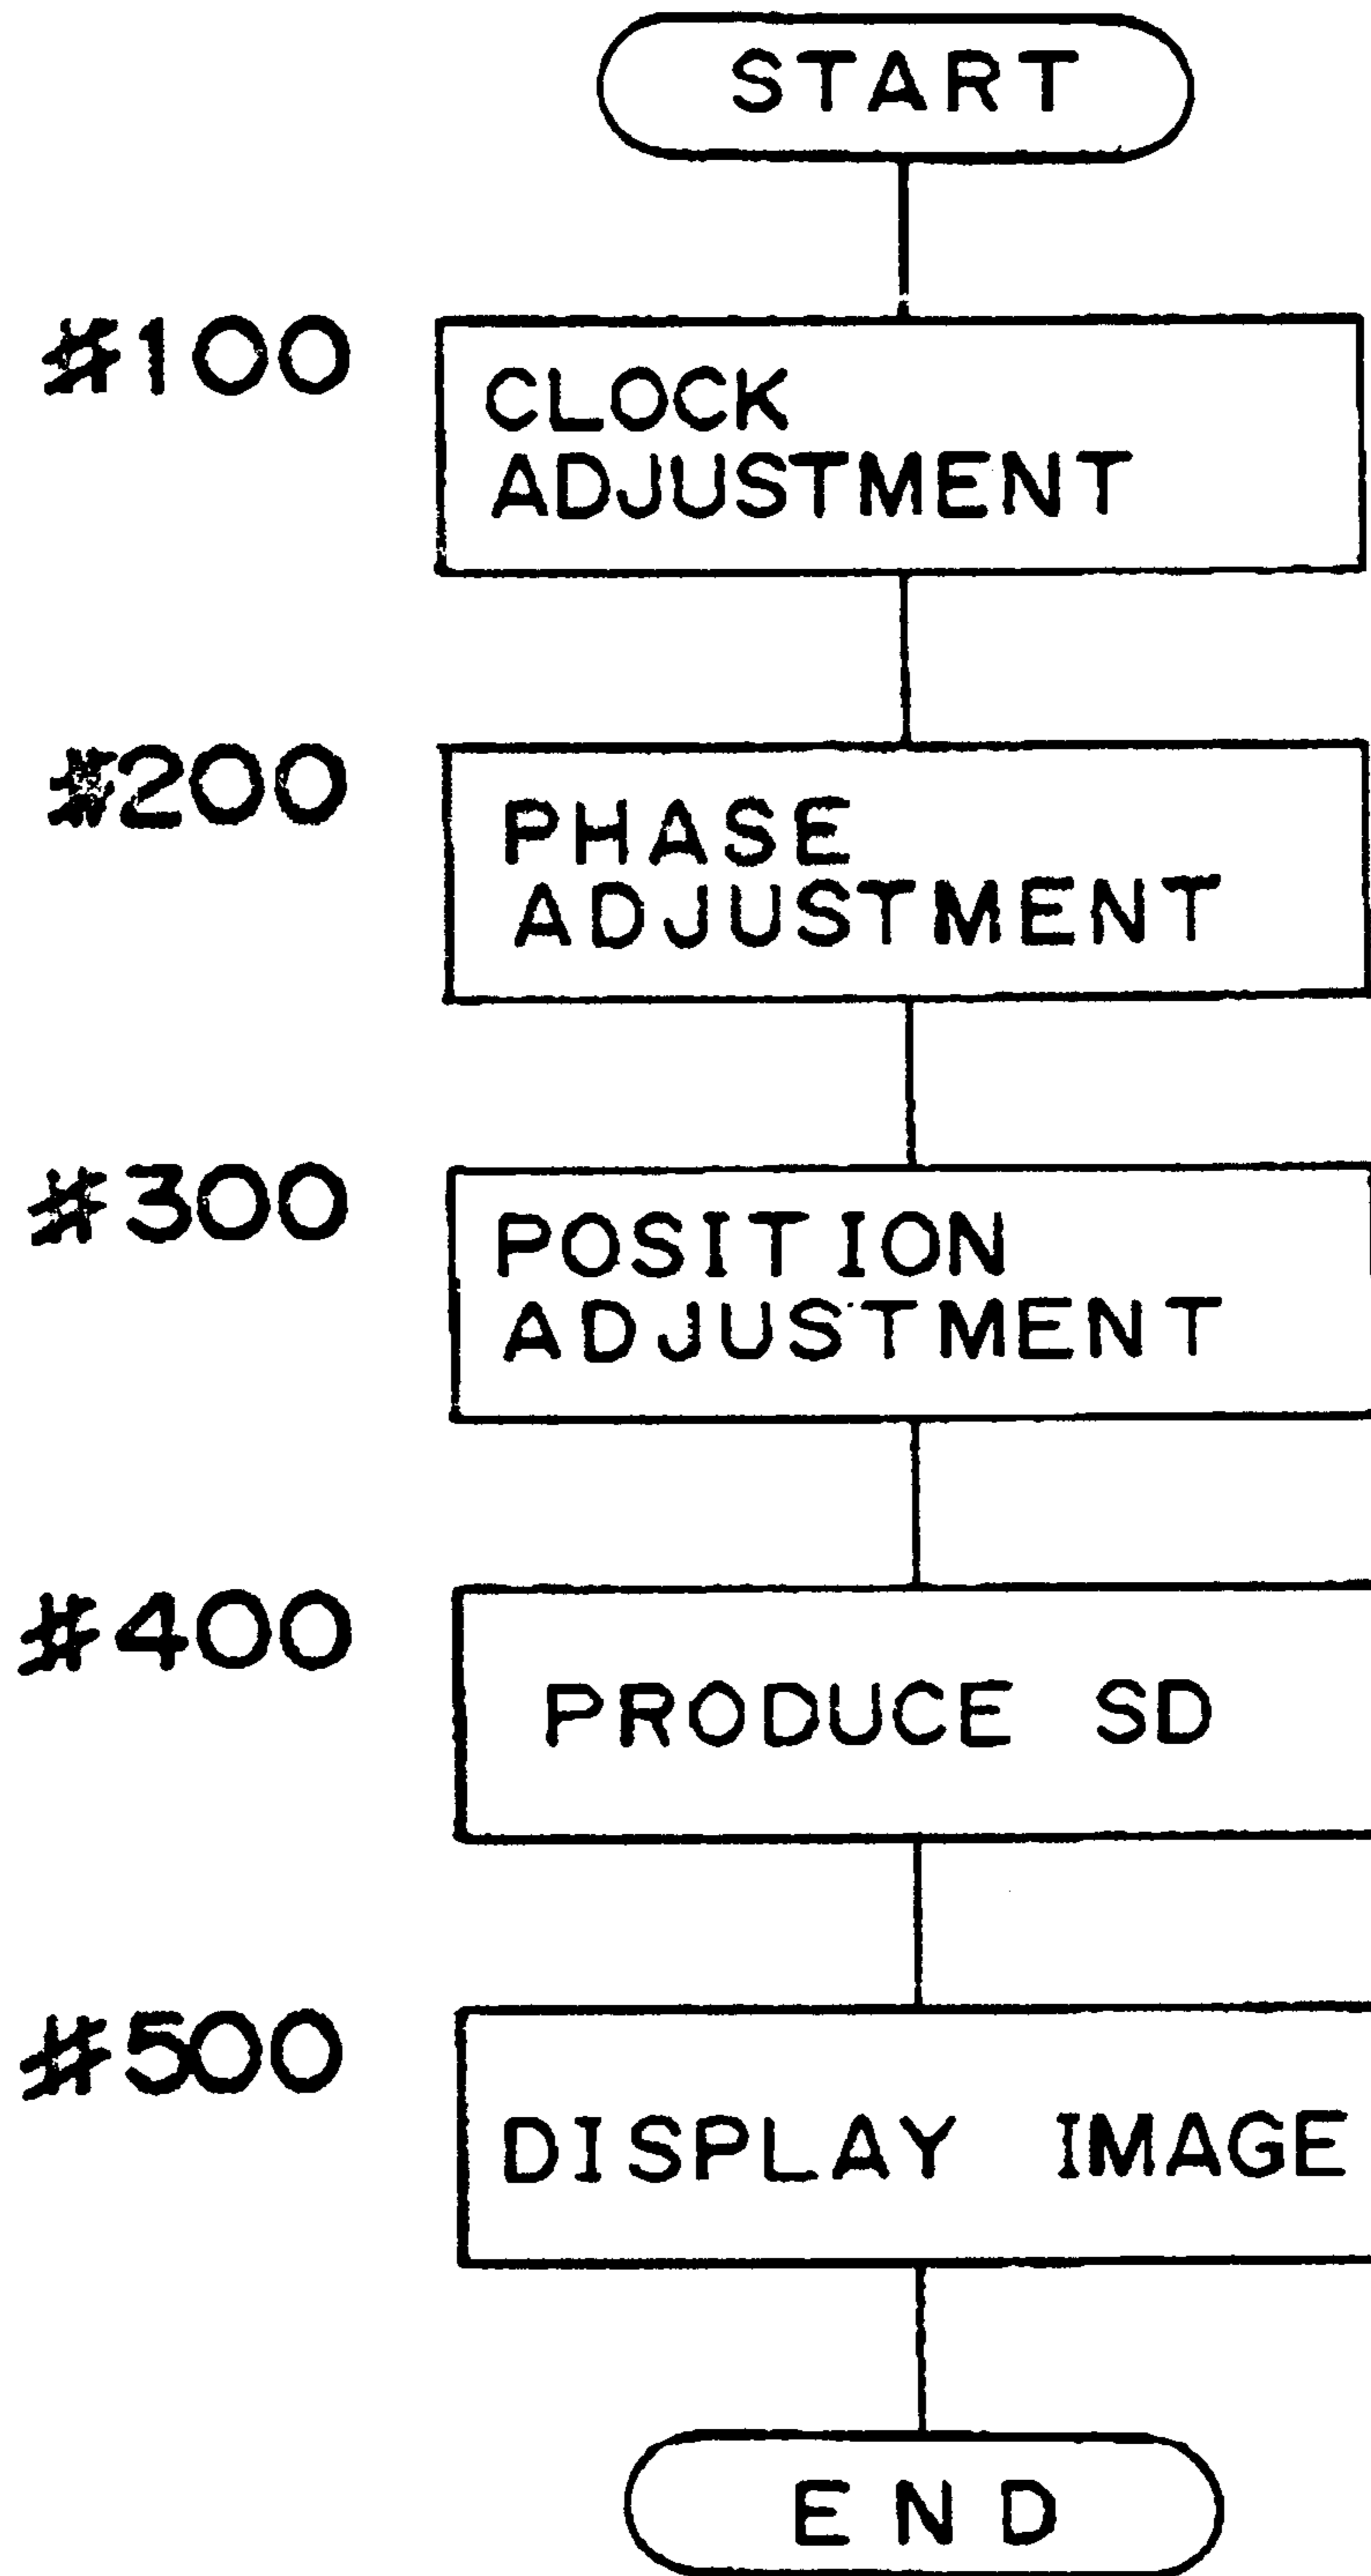 START
#100
CLOCK
ADJUSTMENT
#200
PHASE
ADJUSTMENT
#300
POSITION
ADJUSTMENT
#400
PRODUCE SD
#500
DISPLAY IMAGE
END